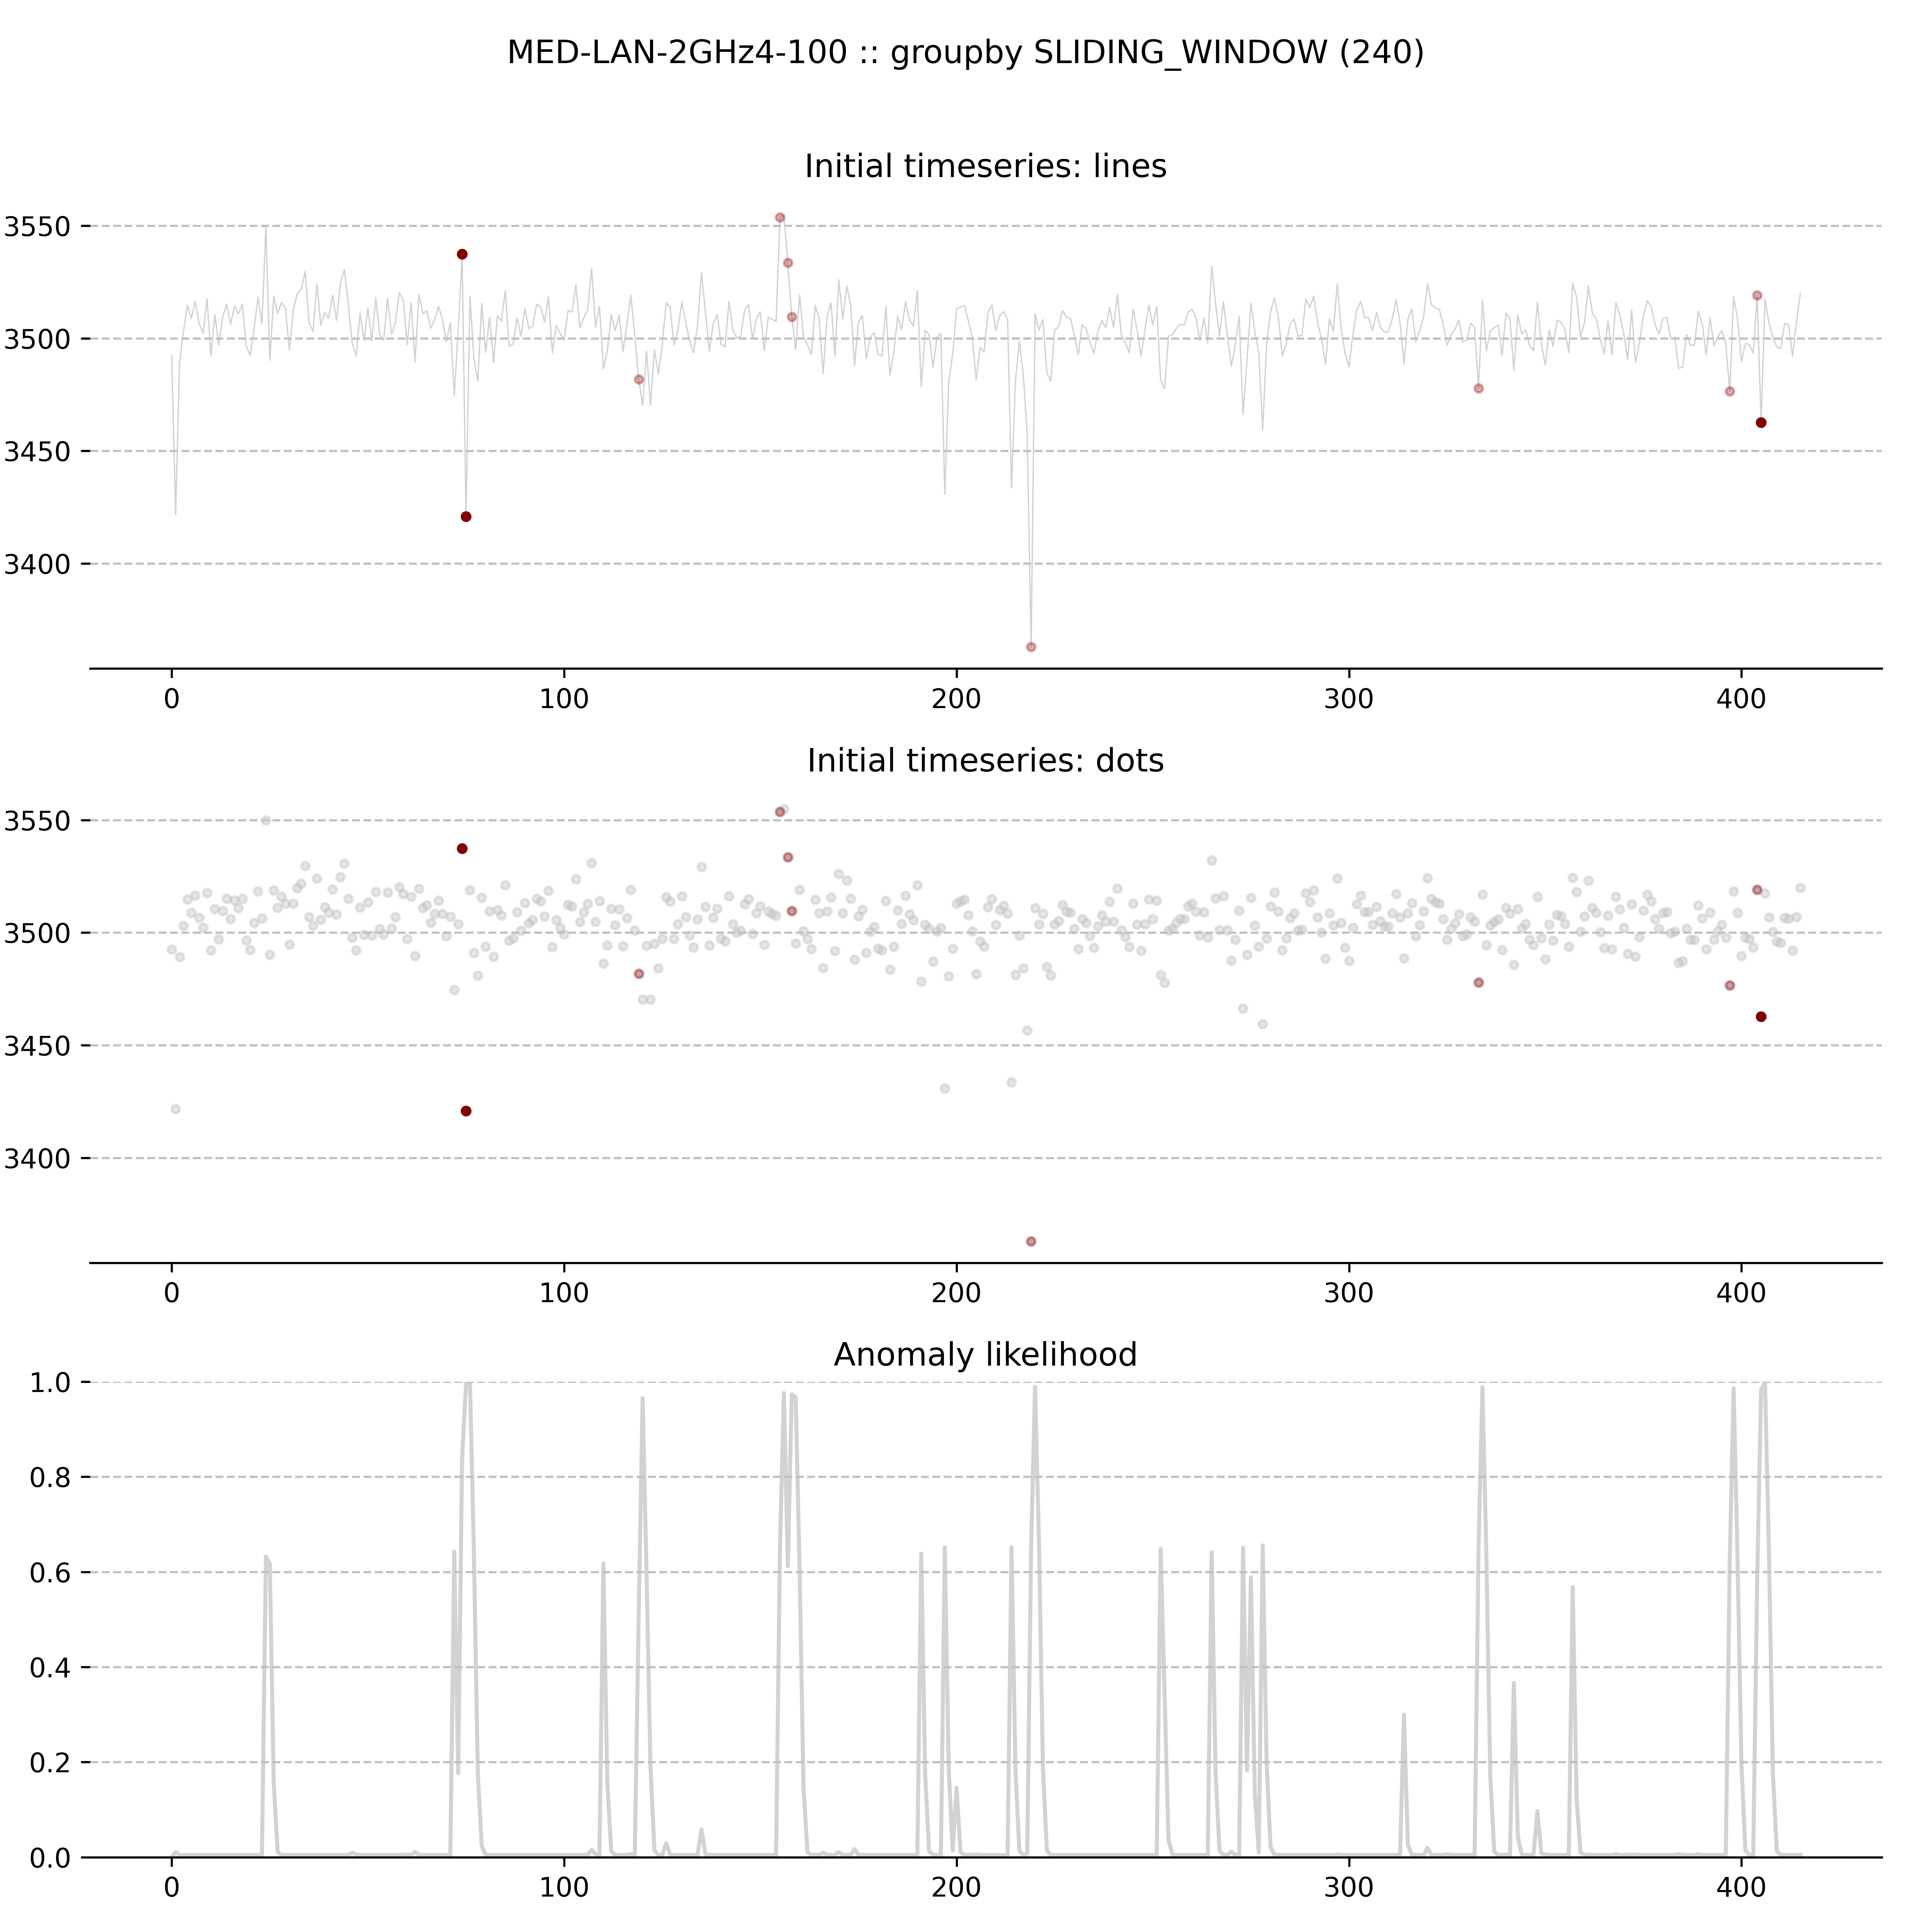 MED-LAN-2GHz4-100 :: groupby SLIDING_WINDOW (240)
Initial timeseries: lines
3550
3500
3450
3400
0 100 200 300 400
Initial timeseries: dots
3550
3500
3450
3400
0 100 200 300 400
Anomaly likelihood
1.0
0.8
0.6
0.4
0.2
0.0
0 100 200 300 400